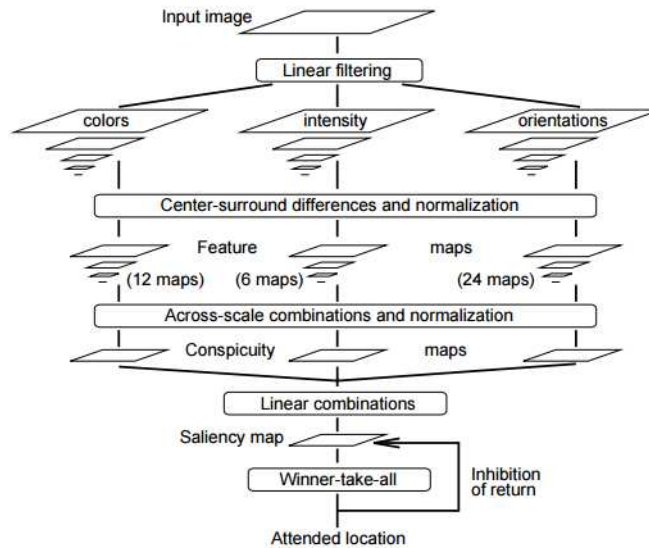 Input image
Linear filtering
colors intensity orientations
Center-surround differences and normalization
Feature maps
(12 maps) (6 maps) (24 maps)
Across-scale combinations and normalization
Conspicuity maps
Linear combinations
Saliency map
Winner-take-all
Inhibition
of return
Attended location